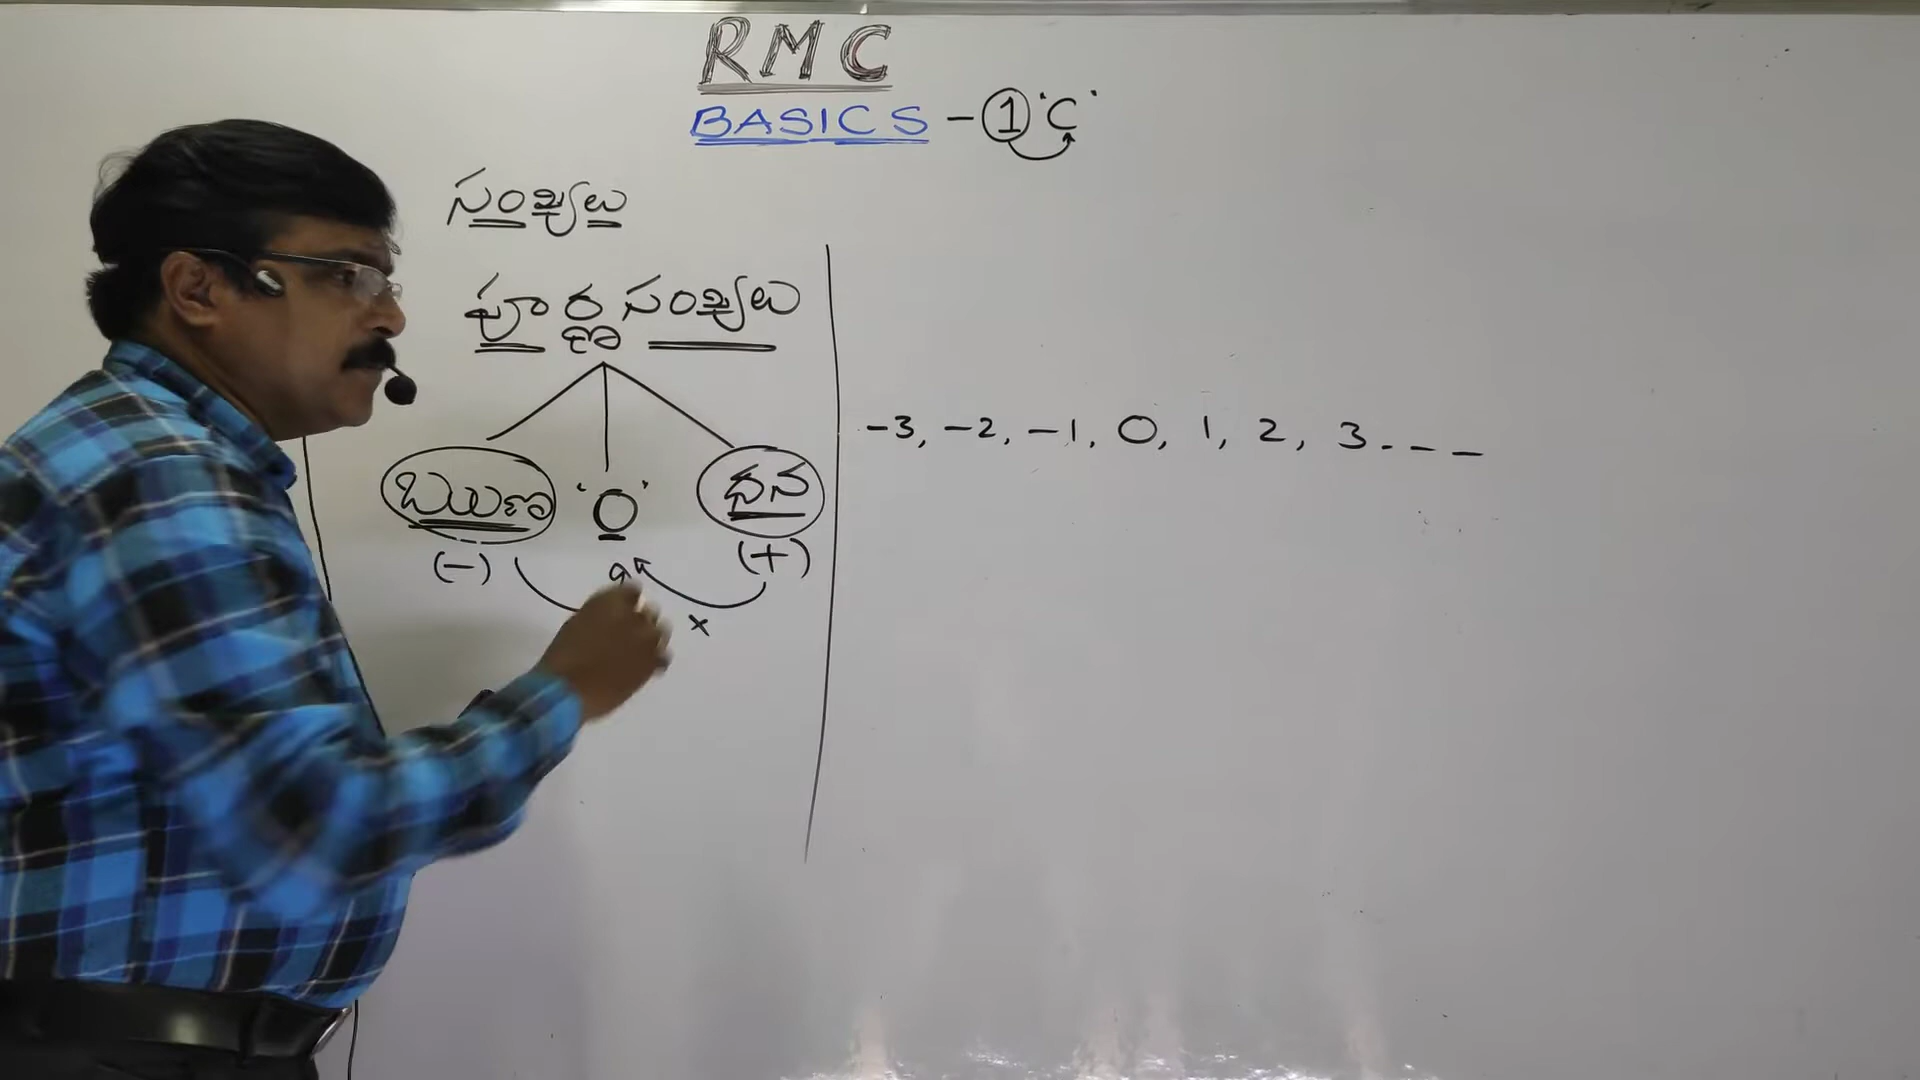 RMC
BASICS - 1 'C'
సంఖ్యలు
పూర్ణ సంఖ్యలు
ఋణ '0' ధన
(-) (+)
x
-3, -2, -1, 0, 1, 2, 3 . - -